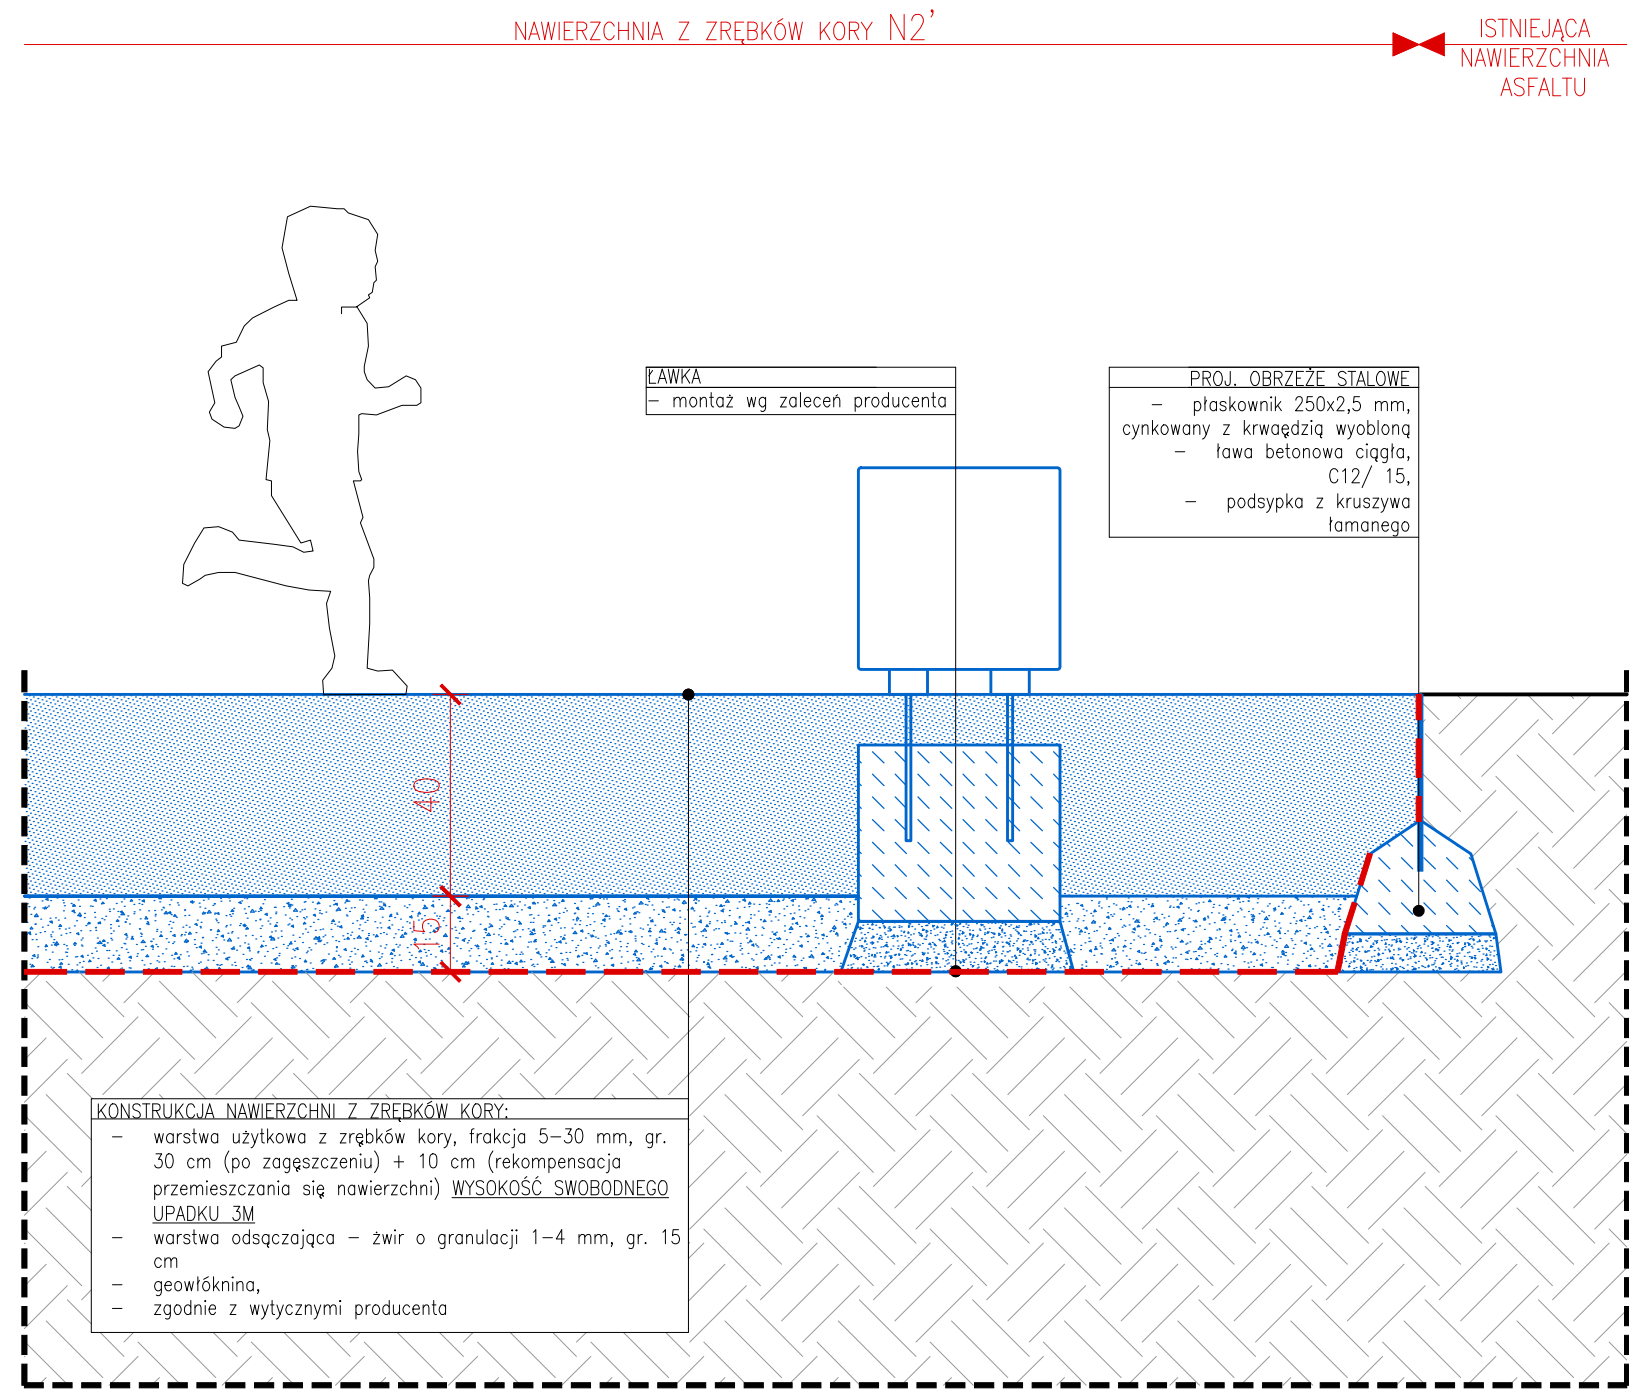 NAWIERZCHNIA Z ZRĘBKÓW KORY N2’
ISTNIEJĄCA
NAWIERZCHNIA
ASFALTU
ŁAWKA
– montaż wg zaleceń producenta
PROJ. OBRZEŻE STALOWE
– płaskownik 250x2,5 mm,
cynkowany z krwaędzią wyobloną
– ława betonowa ciągła,
C12/ 15,
– podsypka z kruszywa
łamanego
40
15
KONSTRUKCJA NAWIERZCHNI Z ZRĘBKÓW KORY:
– warstwa użytkowa z zrębków kory, frakcja 5–30 mm, gr.
30 cm (po zagęszczeniu) + 10 cm (rekompensacja
przemieszczania się nawierzchni) WYSOKOŚĆ SWOBODNEGO
UPADKU 3M
– warstwa odsączająca – żwir o granulacji 1–4 mm, gr. 15
cm
– geowłóknina,
– zgodnie z wytycznymi producenta